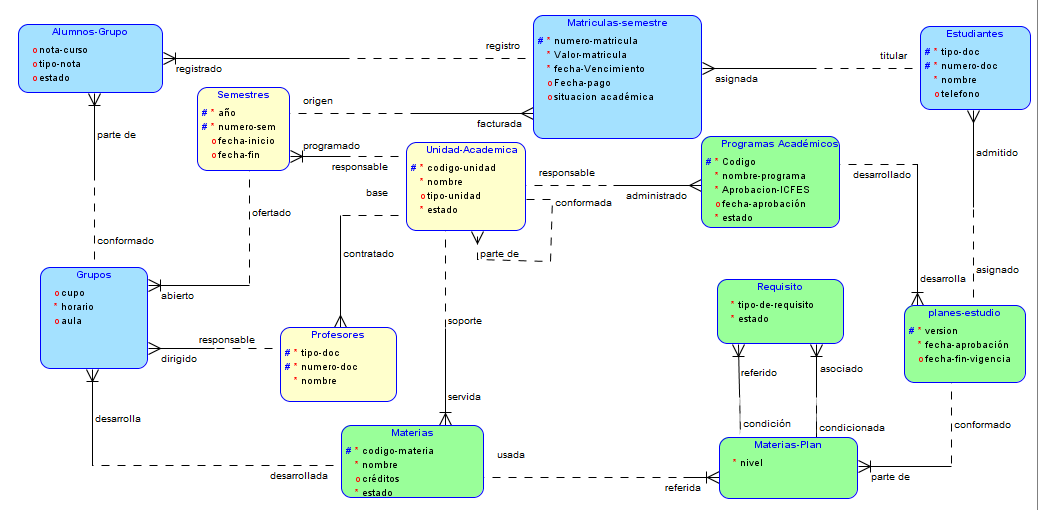 Alumnos-Grupo
o nota-curso
o tipo-nota
o estado
registrado
registro
Matriculas-semestre
# * numero-matricula
* Valor-matricula
* fecha-Vencimiento
o Fecha-pago
o situacion académica
asignada
titular
Estudiantes
# * tipo-doc
# * numero-doc
* nombre
o telefono
parte de
Semestres
# * año
# * numero-sem
o fecha-inicio
o fecha-fin
origen
facturada
programado
responsable
Unidad-Academica
# * codigo-unidad
* nombre
o tipo-unidad
* estado
base
responsable
administrado
conformada
parte de
Programas Académicos
# * Codigo
* nombre-programa
* Aprobacion-ICFES
o fecha-aprobación
* estado
desarrollado
admitido
ofertado
conformado
contratado
asignado
desarrolla
Grupos
o cupo
* horario
o aula
abierto
responsable
dirigido
Profesores
# * tipo-doc
# * numero-doc
* nombre
soporte
servida
Requisito
* tipo-de-requisito
* estado
referido
asociado
condición
condicionada
planes-estudio
# * version
* fecha-aprobación
o fecha-fin-vigencia
conformado
desarrolla
desarrollada
Materias
# * codigo-materia
* nombre
o créditos
* estado
usada
referida
Materias-Plan
* nivel
parte de